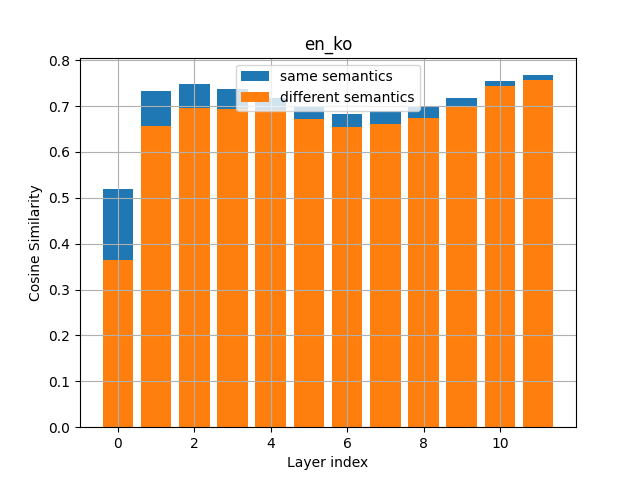 en_ko
same semantics
different semantics
Cosine Similarity
0.8
0.7
0.6
0.5
0.4
0.3
0.2
0.1
0.0
0 2 4 6 8 10
Layer index